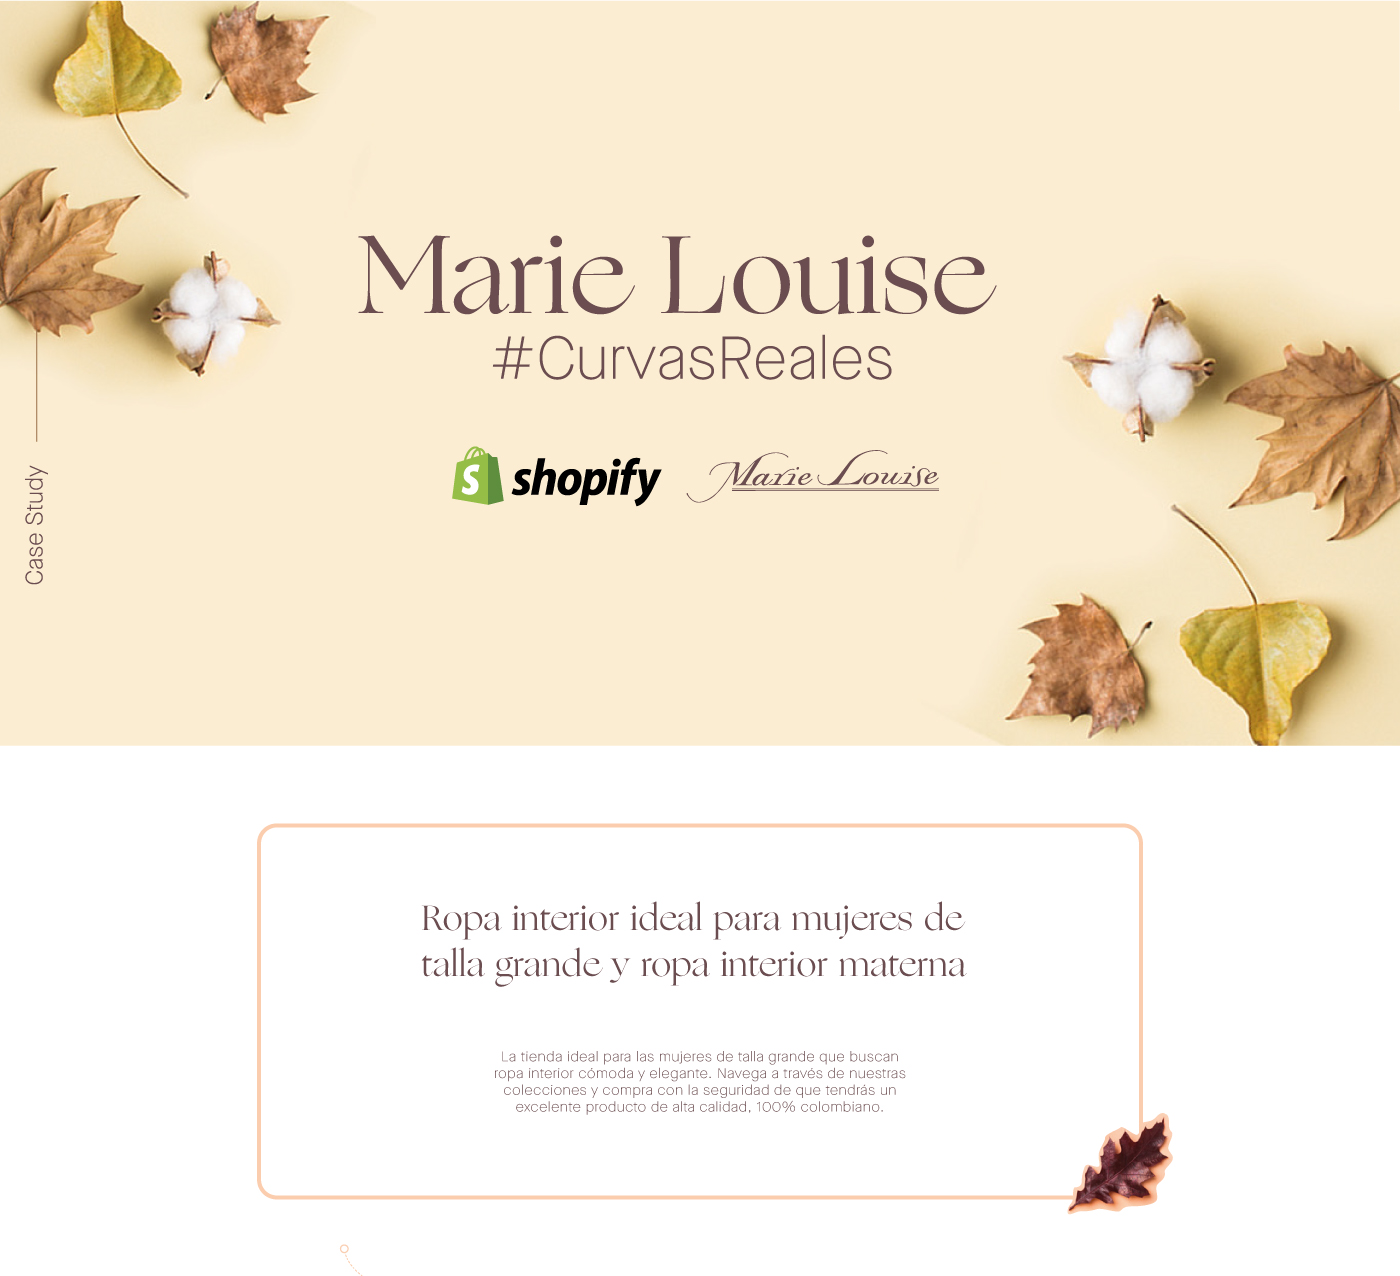 Marie Louise
#CurvasReales
shopify
Marie Louise
Case Study
Ropa interior ideal para mujeres de
talla grande y ropa interior materna
La tienda ideal para las mujeres de talla grande que buscan
ropa interior cómoda y elegante. Navega a través de nuestras
colecciones y compra con la seguridad de que tendrás un
excelente producto de alta calidad, 100% colombiano.